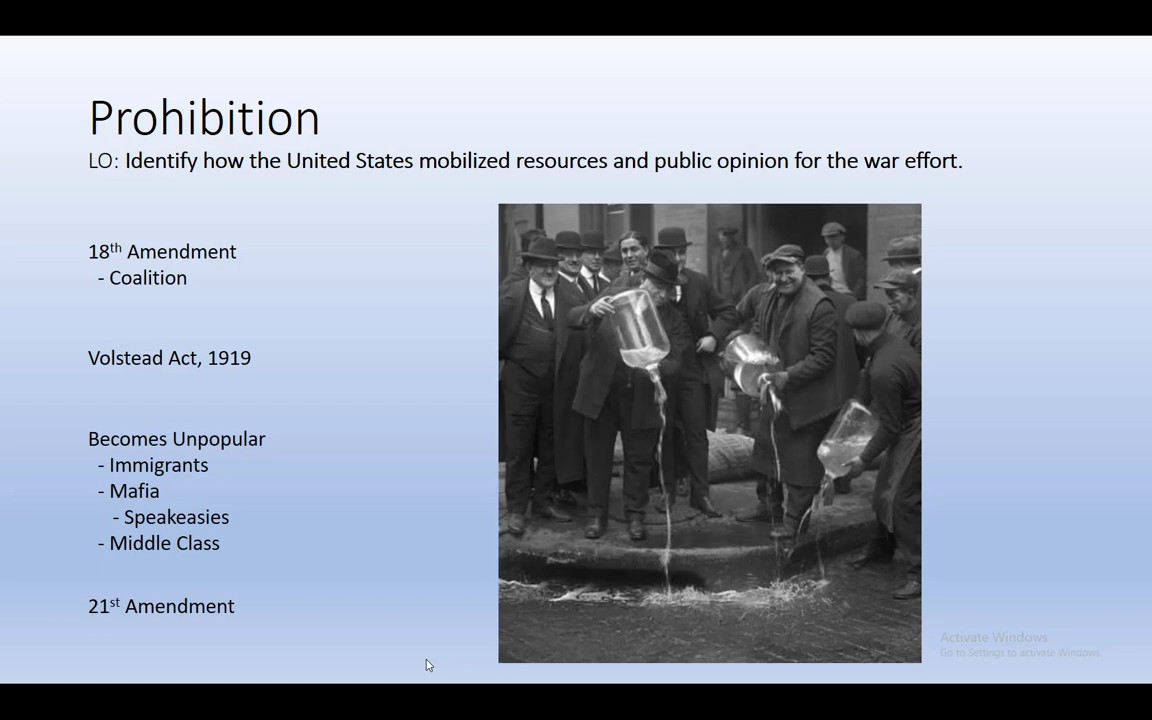 Prohibition
LO: Identify how the United States mobilized resources and public opinion for the war effort.
18th Amendment
- Coalition
Volstead Act, 1919
Becomes Unpopular
- Immigrants
- Mafia
- Speakeasies
- Middle Class
21st Amendment
Activate Windows
Go to Settings to activate Windows.